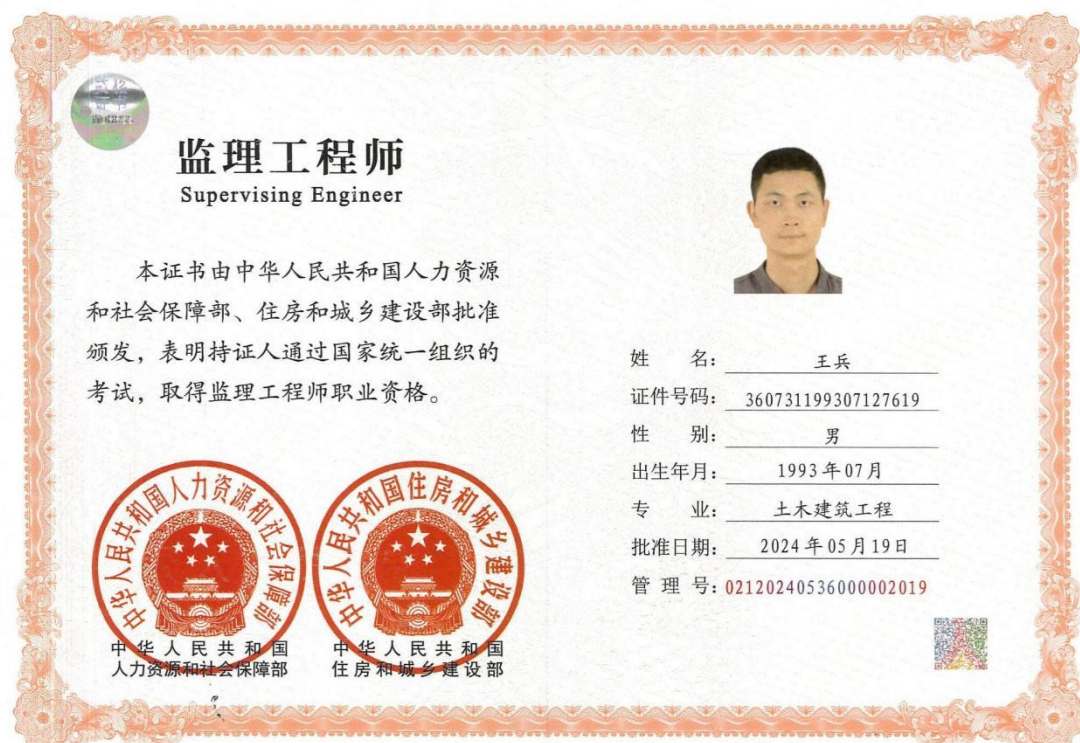 监理工程师
Supervising Engineer
本证书由中华人民共和国人力资源
和社会保障部、住房和城乡建设部批准
颁发，表明持证人通过国家统一组织的
考试，取得监理工程师职业资格。
中华人民共和国人力资源和社会保障部
中华人民共和国住房和城乡建设部
中华人民共和国
人力资源和社会保障部
中华人民共和国
住房和城乡建设部
姓名：王兵
证件号码：360731199307127619
性别：男
出生年月：1993年07月
专业：土木建筑工程
批准日期：2024年05月19日
管理号：02120240536000002019